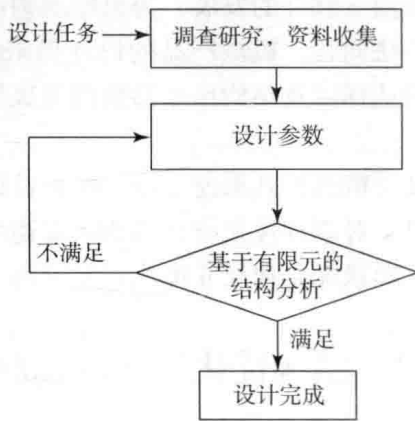 设计任务
调查研究，资料收集
设计参数
不满足
基于有限元的
结构分析
满足
设计完成